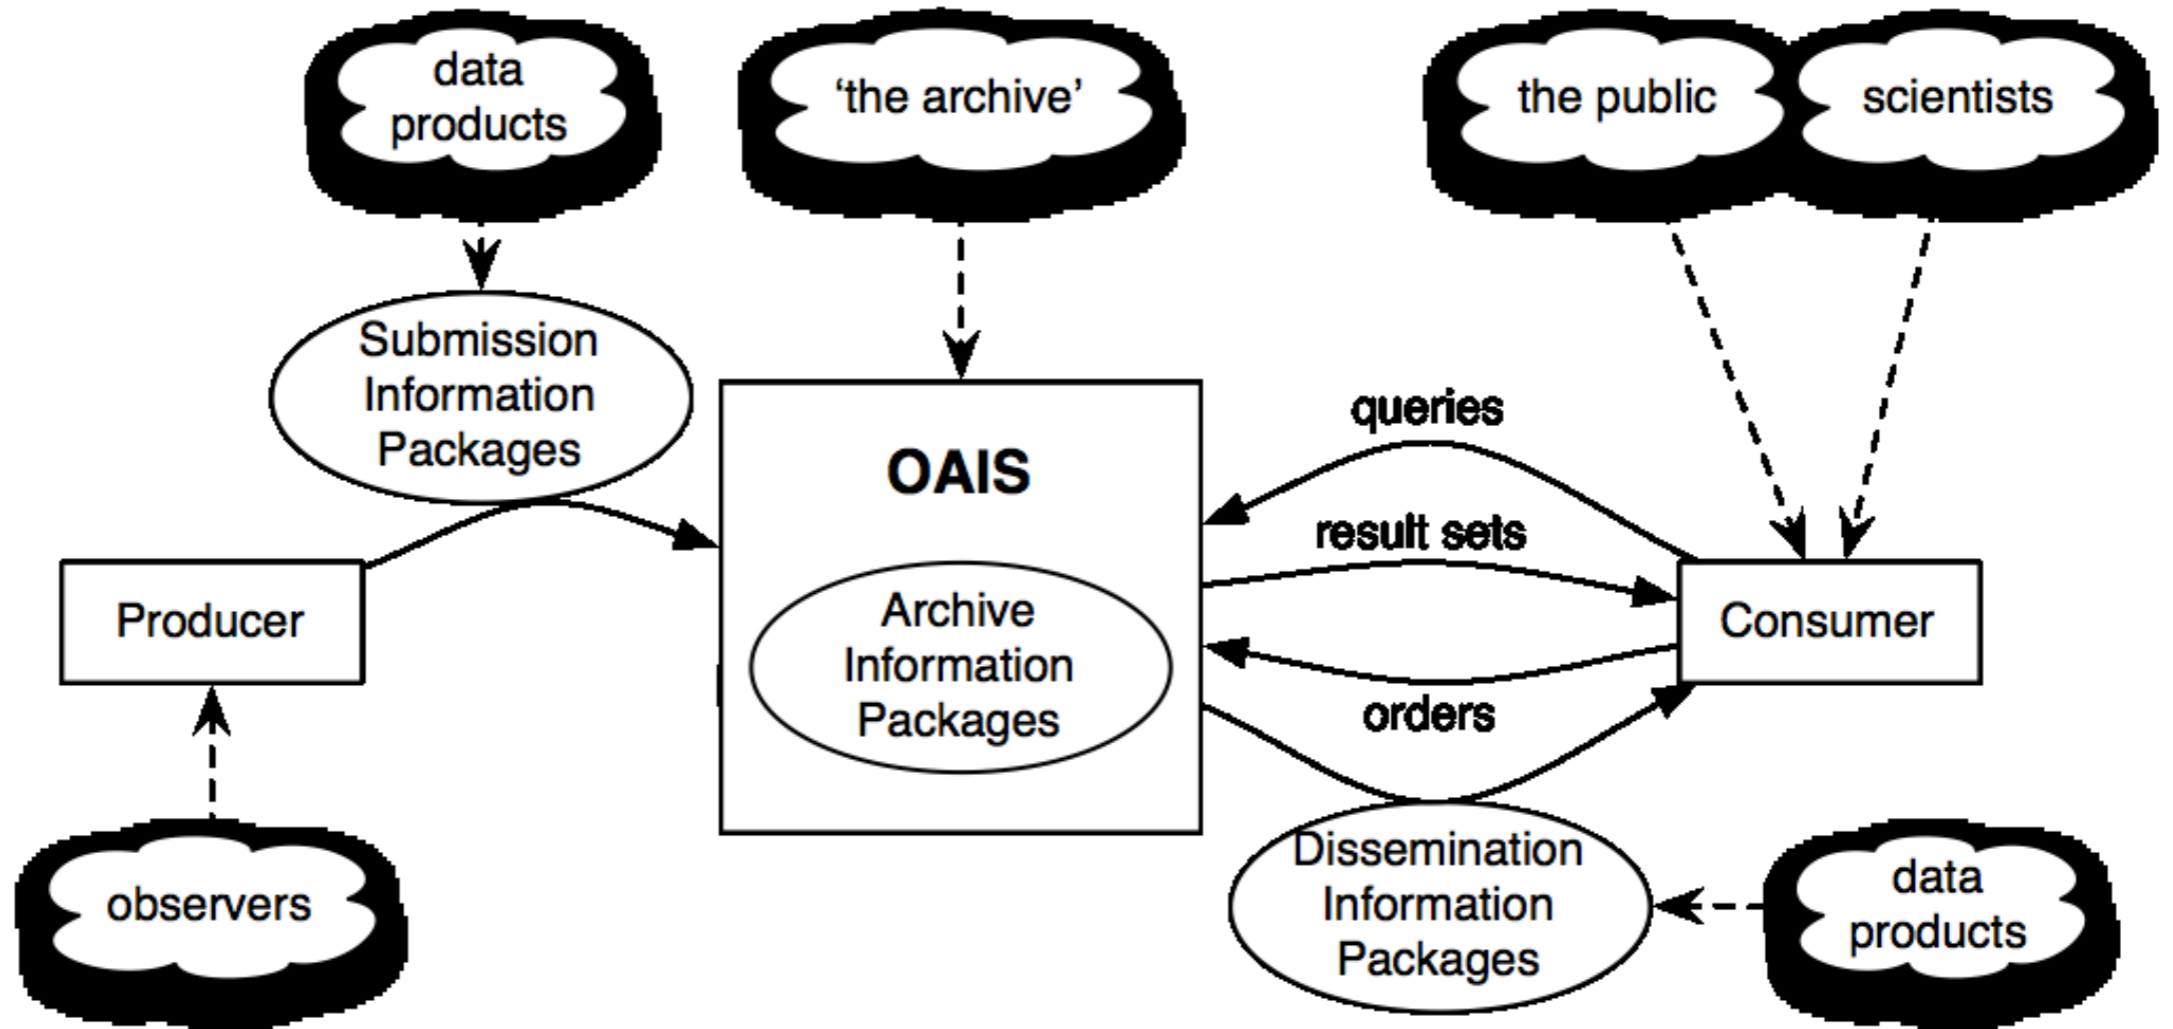 data
products
‘the archive’
the public
scientists
Submission
Information
Packages
OAIS
Archive
Information
Packages
queries
result sets
orders
Producer
Consumer
observers
Dissemination
Information
Packages
data
products